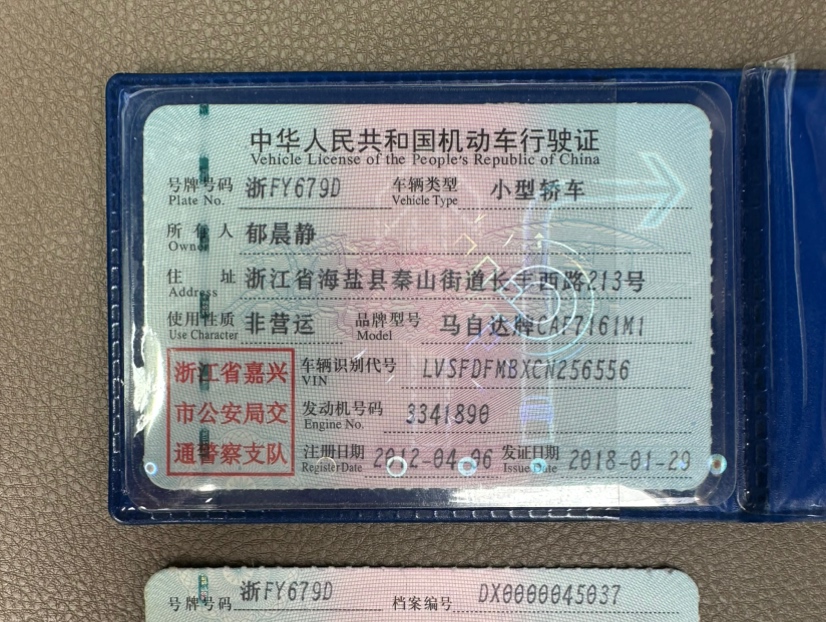 中华人民共和国机动车行驶证
Vehicle License of the People's Republic of China
号牌号码 浙FY679D 车辆类型 小型轿车
Plate No. Vehicle Type
所有人 郁晨静
Owner
住 址 浙江省海盐县秦山街道长丰西路213号
Address
使用性质 非营运 品牌型号 马自达牌CAF7161M1
Use Character Model
浙江省嘉兴
市公安局交
通警察支队
车辆识别代号 LVSFDFMBXCN256556
VIN
发动机号码 3341890
Engine No.
注册日期 2012-04-06 发证日期 2018-01-29
Register Date Issue Date
号牌号码 浙FY679D 档案编号 DX0000045037